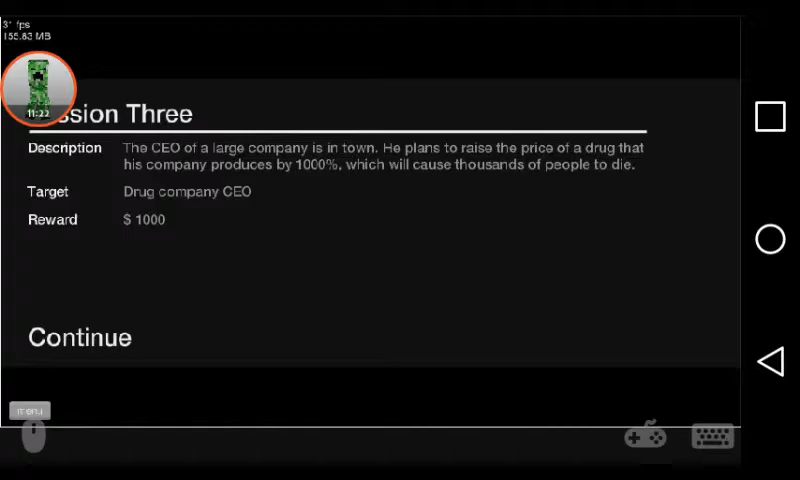 31 fps
155.83 MB
11:22
ssion Three
Description The CEO of a large company is in town. He plans to raise the price of a drug that
his company produces by 1000%, which will cause thousands of people to die.
Target Drug company CEO
Reward $ 1000
Continue
menu